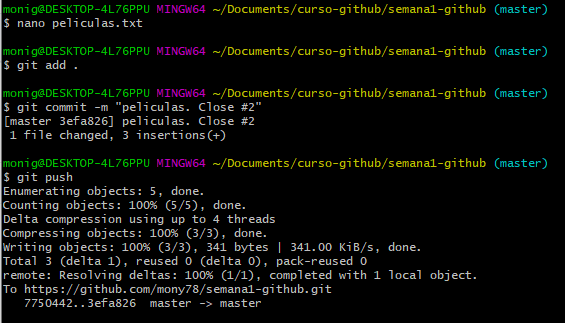 monig@DESKTOP-4L76PPU MINGW64 ~/Documents/curso-github/semana1-github (master)
$ nano peliculas.txt
monig@DESKTOP-4L76PPU MINGW64 ~/Documents/curso-github/semana1-github (master)
$ git add .
monig@DESKTOP-4L76PPU MINGW64 ~/Documents/curso-github/semana1-github (master)
$ git commit -m "peliculas. Close #2"
[master 3efa826] peliculas. Close #2
 1 file changed, 3 insertions(+)
monig@DESKTOP-4L76PPU MINGW64 ~/Documents/curso-github/semana1-github (master)
$ git push
Enumerating objects: 5, done.
Counting objects: 100% (5/5), done.
Delta compression using up to 4 threads
Compressing objects: 100% (3/3), done.
Writing objects: 100% (3/3), 341 bytes | 341.00 KiB/s, done.
Total 3 (delta 1), reused 0 (delta 0), pack-reused 0
remote: Resolving deltas: 100% (1/1), completed with 1 local object.
To https://github.com/mony78/semana1-github.git
   7750442..3efa826  master -> master